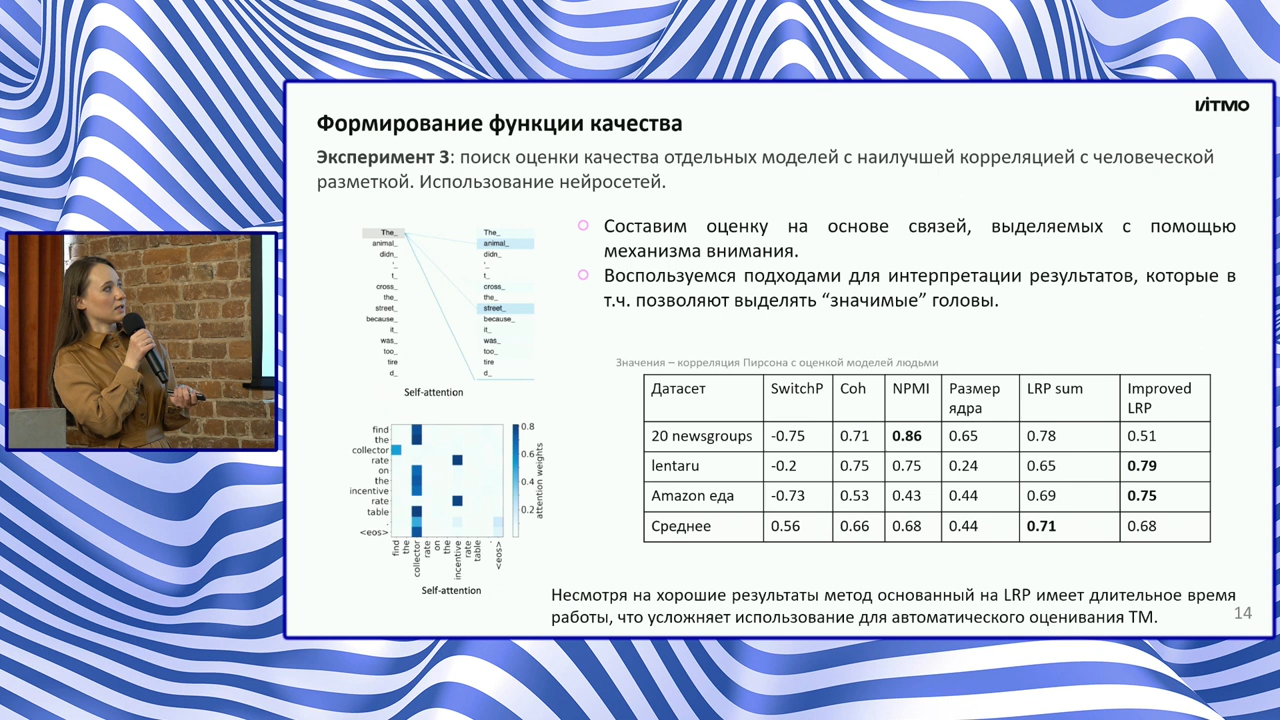 ИТМО
Формирование функции качества
Эксперимент 3: поиск оценки качества отдельных моделей с наилучшей корреляцией с человеческой
разметкой. Использование нейросетей.
The_ The_
animal_ animal_
didn_ didn_
'_ '_
t_ t_
cross_ cross_
the_ the_
street_ street_
because_ because_
it_ it_
was_ was_
too_ too_
tire tire
d_ d_
Self-attention
find
the
collector
rate
on
the
incentive
rate
table
.
<eos>
0.8
0.6
0.4
0.2
attention weights
find the collector rate on the incentive rate table . <eos>
Self-attention
○ Составим оценку на основе связей, выделяемых с помощью
механизма внимания.
○ Воспользуемся подходами для интерпретации результатов, которые в
т.ч. позволяют выделять “значимые” головы.
Значения – корреляция Пирсона с оценкой моделей людьми
Датасет SwitchP Coh NPMI Размер ядра LRP sum Improved LRP
20 newsgroups -0.75 0.71 0.86 0.65 0.78 0.51
lentaru -0.2 0.75 0.75 0.24 0.65 0.79
Amazon еда -0.73 0.53 0.43 0.44 0.69 0.75
Среднее 0.56 0.66 0.68 0.44 0.71 0.68
Несмотря на хорошие результаты метод основанный на LRP имеет длительное время
работы, что усложняет использование для автоматического оценивания ТМ.
14